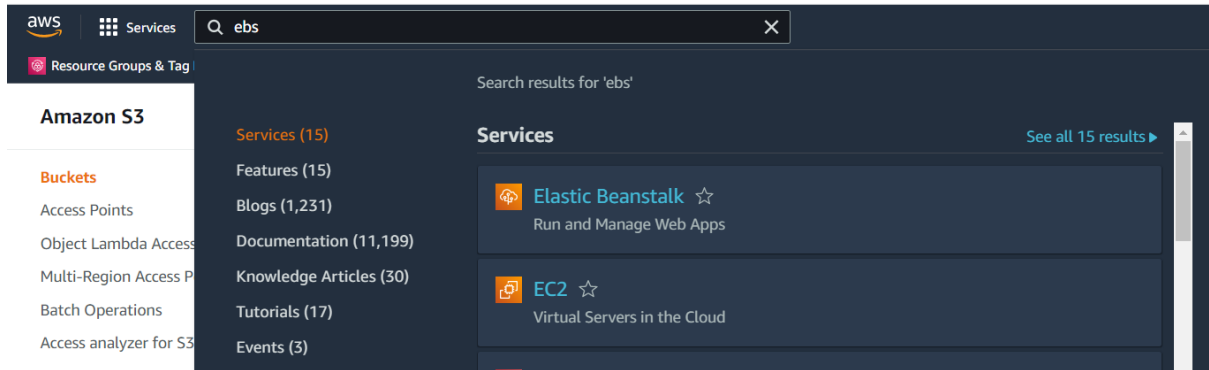 aws Services ebs
Resource Groups & Tag
Search results for 'ebs'
Amazon S3
Buckets
Access Points
Object Lambda Access
Multi-Region Access P
Batch Operations
Access analyzer for S3
Services (15)
Features (15)
Blogs (1,231)
Documentation (11,199)
Knowledge Articles (30)
Tutorials (17)
Events (3)
Services See all 15 results
Elastic Beanstalk
Run and Manage Web Apps
EC2
Virtual Servers in the Cloud